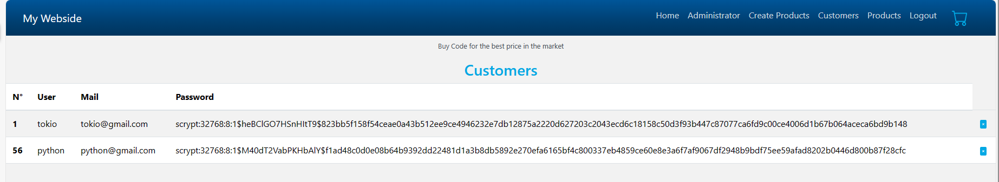 My Webside Home Administrator Create Products Customers Products Logout
Buy Code for the best price in the market
Customers
N° User Mail Password
1 tokio tokio@gmail.com scrypt:32768:8:1$heBClGO7HSnHItT9$823bb5f158f54ceae0a43b512ee9ce4946232e7db12875a2220d627203c2043ecd6c18158c50d3f93b447c87077ca6fd9c00ce4006d1b67b064aceca6bd9b148
56 python python@gmail.com scrypt:32768:8:1$M40dT2VabPKHbAlY$f1ad48c0d0e08b64b9392dd22481d1a3b8db5892e270efa6165bf4c800337eb4859ce60e8e3a6f7af9067df2948b9bdf75ee59afad8202b0446d800b87f28cfc